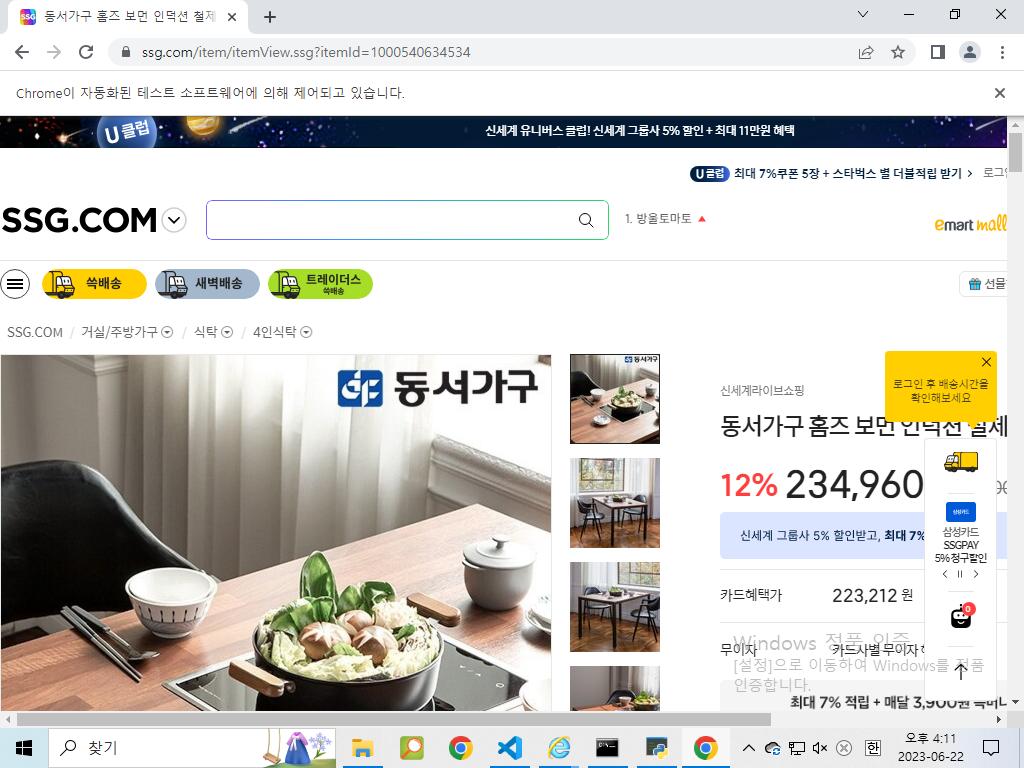 동서가구 홈즈 보먼 인덕션 철제
ssg.com/item/itemView.ssg?itemId=1000540634534
Chrome이 자동화된 테스트 소프트웨어에 의해 제어되고 있습니다.
U클럽
신세계 유니버스 클럽! 신세계 그룹사 5% 할인 + 최대 11만원 혜택
U클럽 최대 7%쿠폰 5장 + 스타벅스 별 더블적립 받기 > 로그인
SSG.COM
1. 방울토마토
emart mall
쓱배송
새벽배송
트레이더스
쓱배송
선물
SSG.COM / 거실/주방가구 / 식탁 / 4인식탁
동서가구
로그인 후 배송시간을
확인해보세요
신세계라이브쇼핑
동서가구 홈즈 보먼 인덕션 철제
12% 234,960
신세계 그룹사 5% 할인받고, 최대 7%
삼성카드
삼성카드
SSGPAY
5% 청구할인
카드혜택가 223,212 원
0
무이자 카드사별 무이자
Windows 정품 인증
[설정]으로 이동하여 Windows를 정품
인증합니다.
최대 7% 적립 + 매달 3,900원 쓱머니
찾기
한
오후 4:11
2023-06-22